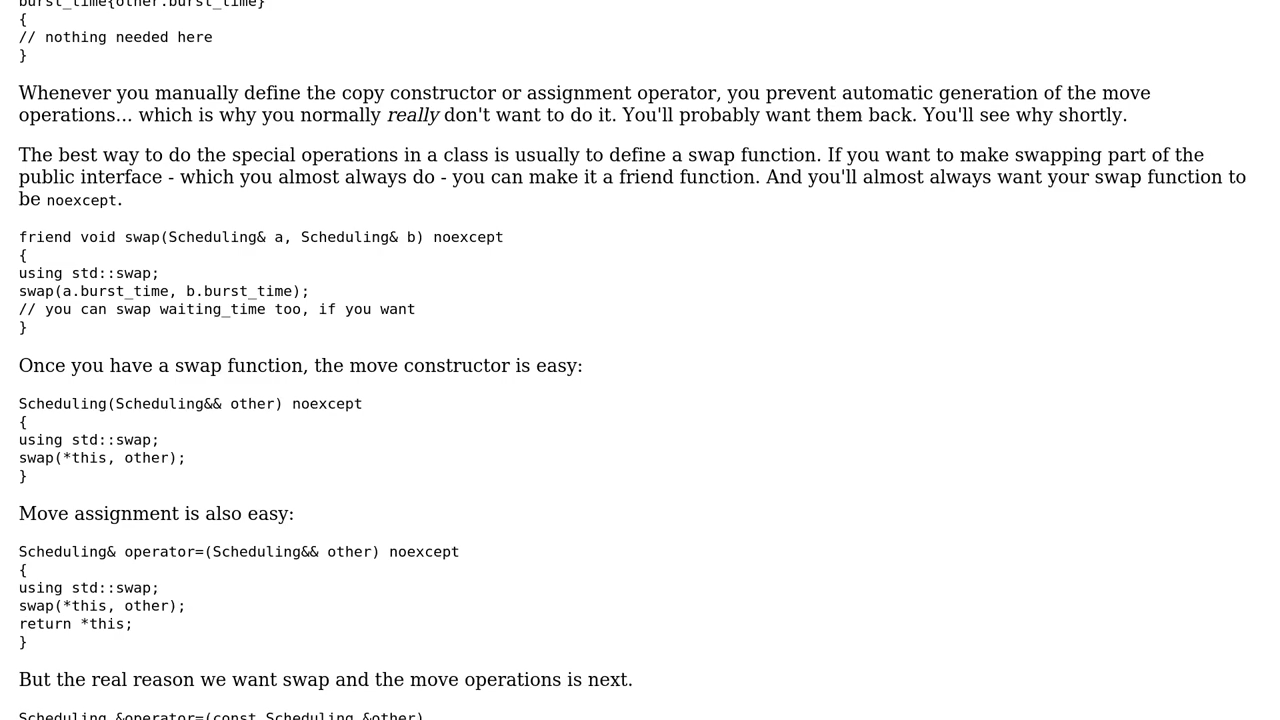 burst_time{other.burst_time}
{
// nothing needed here
}
Whenever you manually define the copy constructor or assignment operator, you prevent automatic generation of the move
operations... which is why you normally really don't want to do it. You'll probably want them back. You'll see why shortly.
The best way to do the special operations in a class is usually to define a swap function. If you want to make swapping part of the
public interface - which you almost always do - you can make it a friend function. And you'll almost always want your swap function to
be noexcept.
friend void swap(Scheduling& a, Scheduling& b) noexcept
{
using std::swap;
swap(a.burst_time, b.burst_time);
// you can swap waiting_time too, if you want
}
Once you have a swap function, the move constructor is easy:
Scheduling(Scheduling&& other) noexcept
{
using std::swap;
swap(*this, other);
}
Move assignment is also easy:
Scheduling& operator=(Scheduling&& other) noexcept
{
using std::swap;
swap(*this, other);
return *this;
}
But the real reason we want swap and the move operations is next.
Scheduling &operator=(const Scheduling &other)